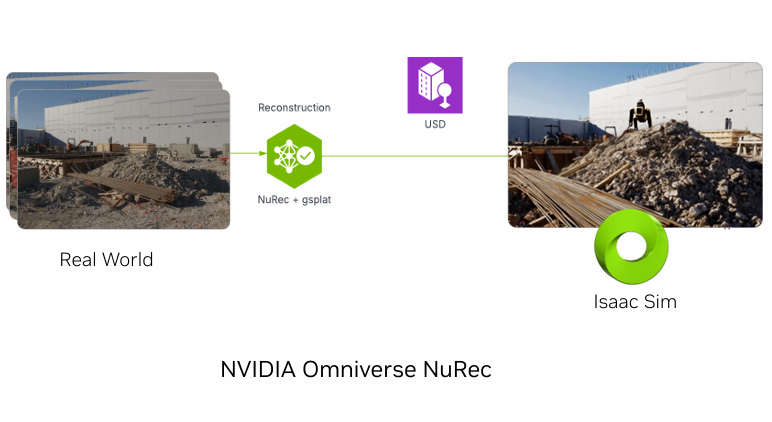 Reconstruction
NuRec + gsplat
USD
Real World
Isaac Sim
NVIDIA Omniverse NuRec